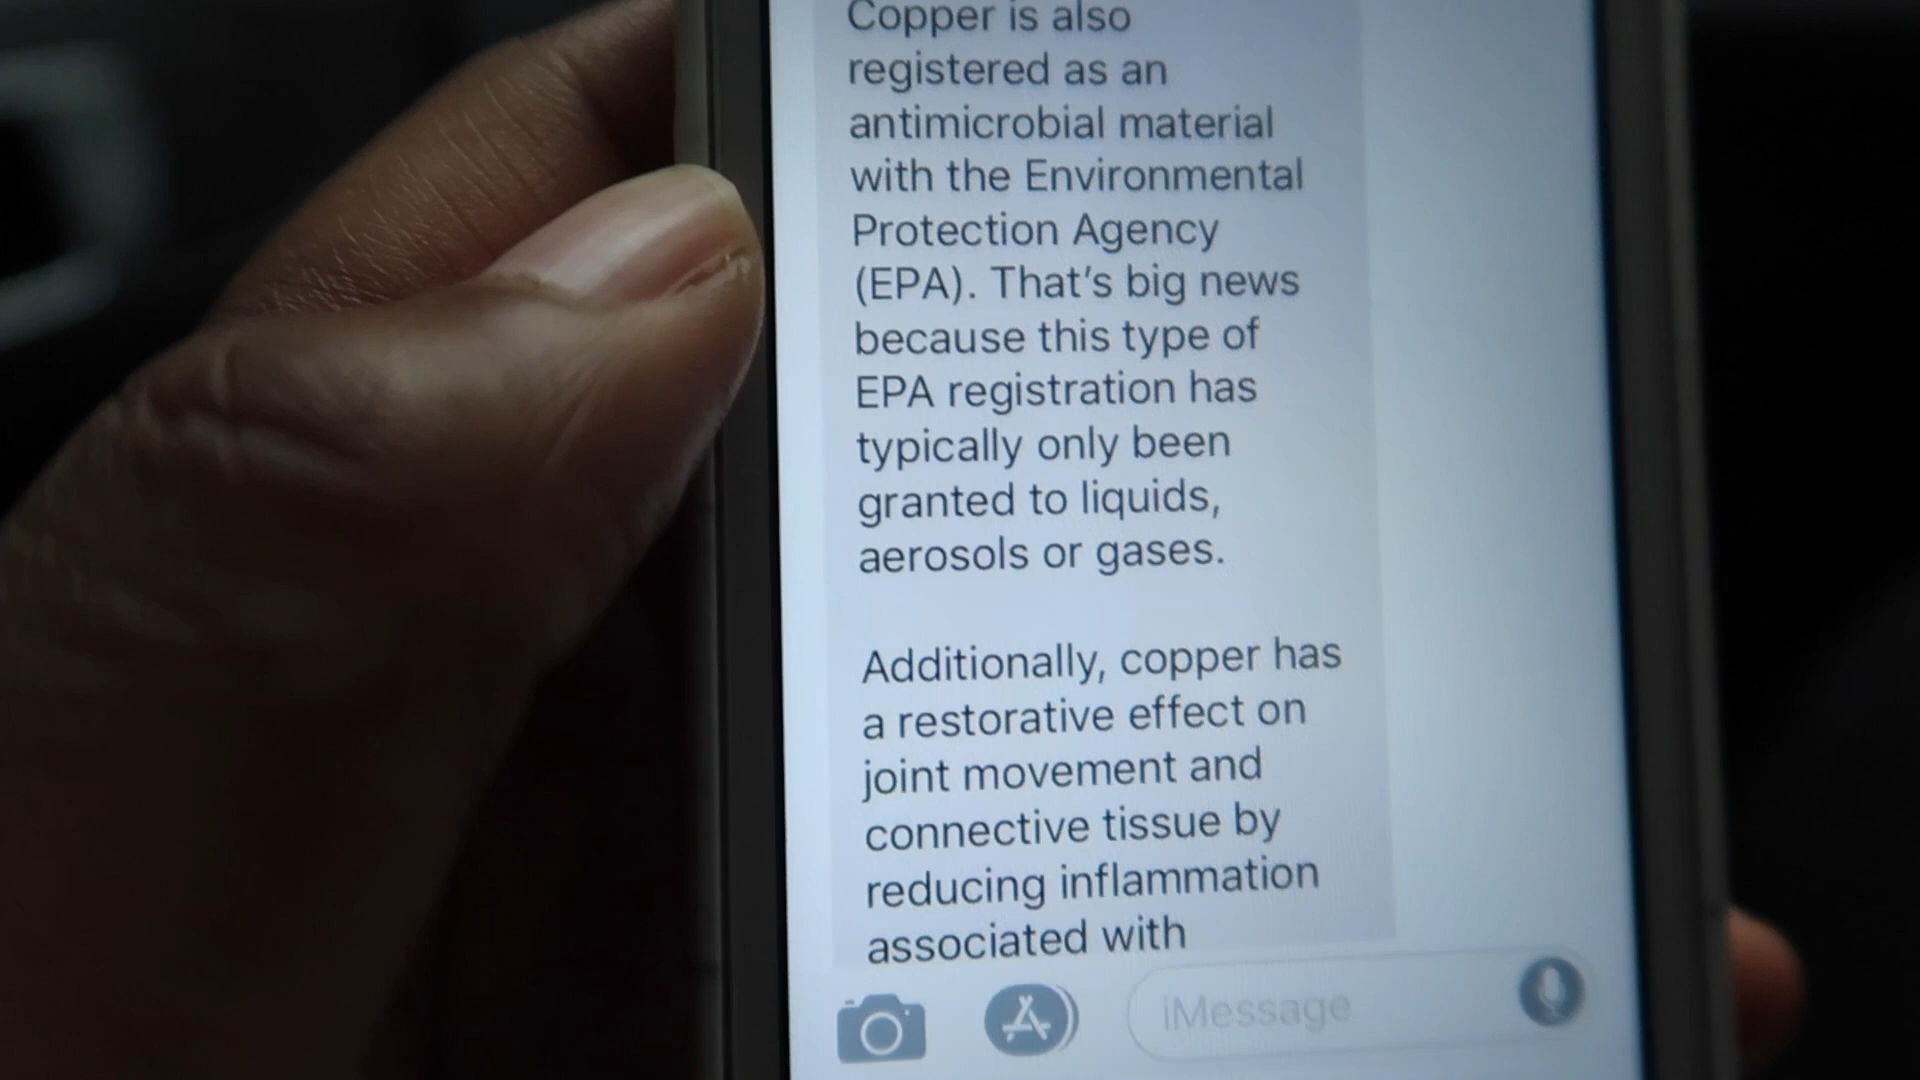 Copper is also
registered as an
antimicrobial material
with the Environmental
Protection Agency
(EPA). That's big news
because this type of
EPA registration has
typically only been
granted to liquids,
aerosols or gases.
Additionally, copper has
a restorative effect on
joint movement and
connective tissue by
reducing inflammation
associated with
iMessage